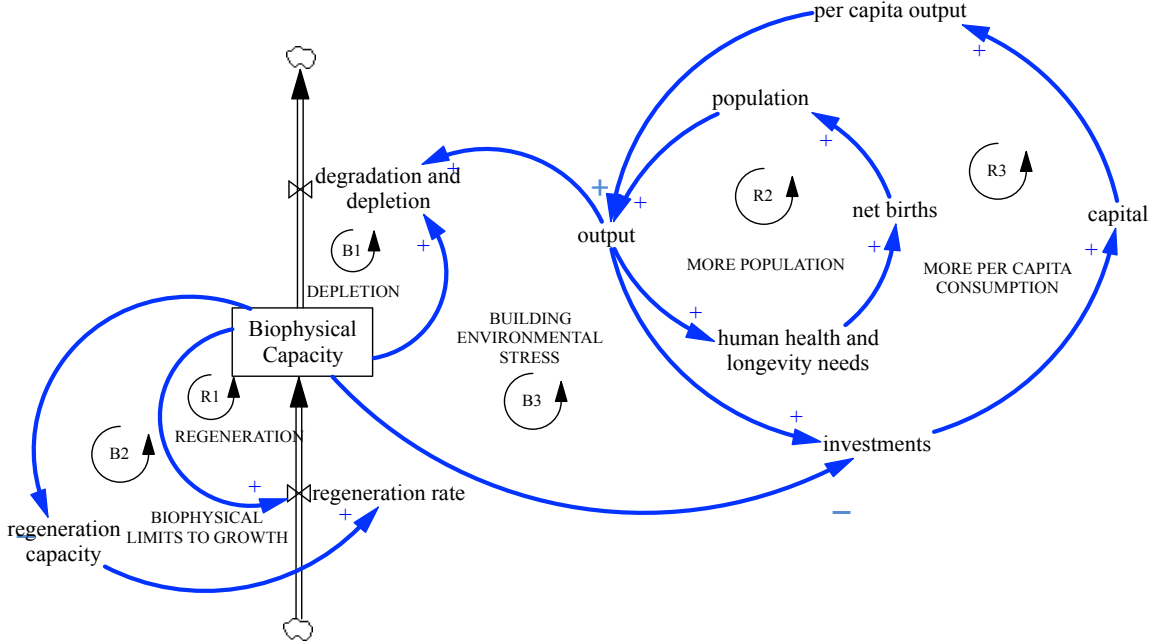 per capita output
+
population
+
+
degradation and
depletion
+
R3
R2
+
+
net births
capital
output
B1
+
+
+
MORE POPULATION
MORE PER CAPITA
CONSUMPTION
DEPLETION
+
BUILDING
ENVIRONMENTAL
STRESS
Biophysical
Capacity
human health and
longevity needs
R1
B3
+
investments
REGENERATION
B2
+
regeneration rate
+
−
BIOPHYSICAL
LIMITS TO GROWTH
regeneration
capacity
−